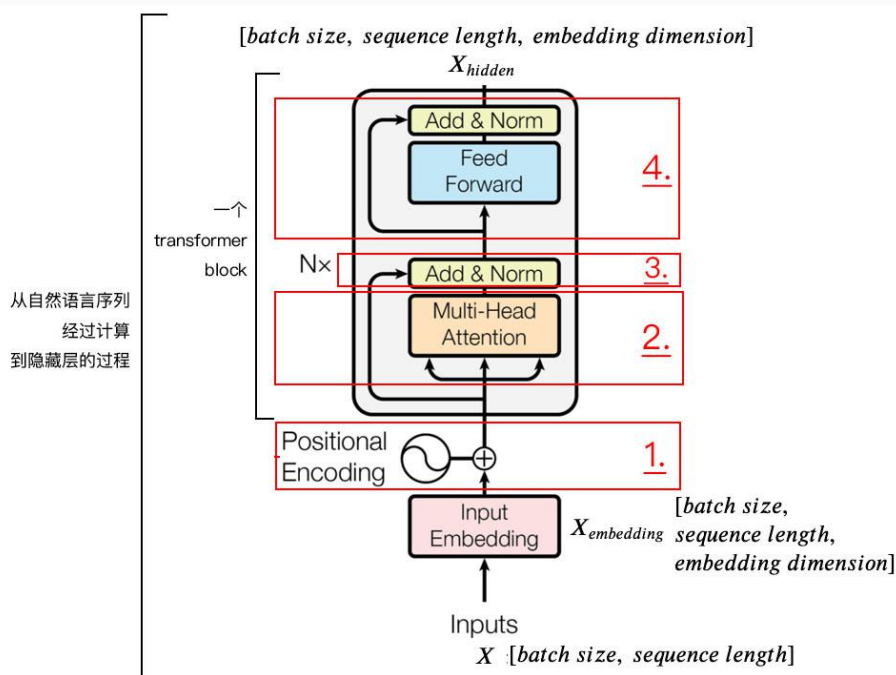 [batch size, sequence length, embedding dimension]
X_hidden
Add & Norm
Feed
Forward
4.
一个
transformer
block
N×
Add & Norm
3.
从自然语言序列
经过计算
到隐藏层的过程
Multi-Head
Attention
2.
Positional
Encoding
1.
Input
Embedding
X_embedding
[batch size,
sequence length,
embedding dimension]
Inputs
X [batch size, sequence length]